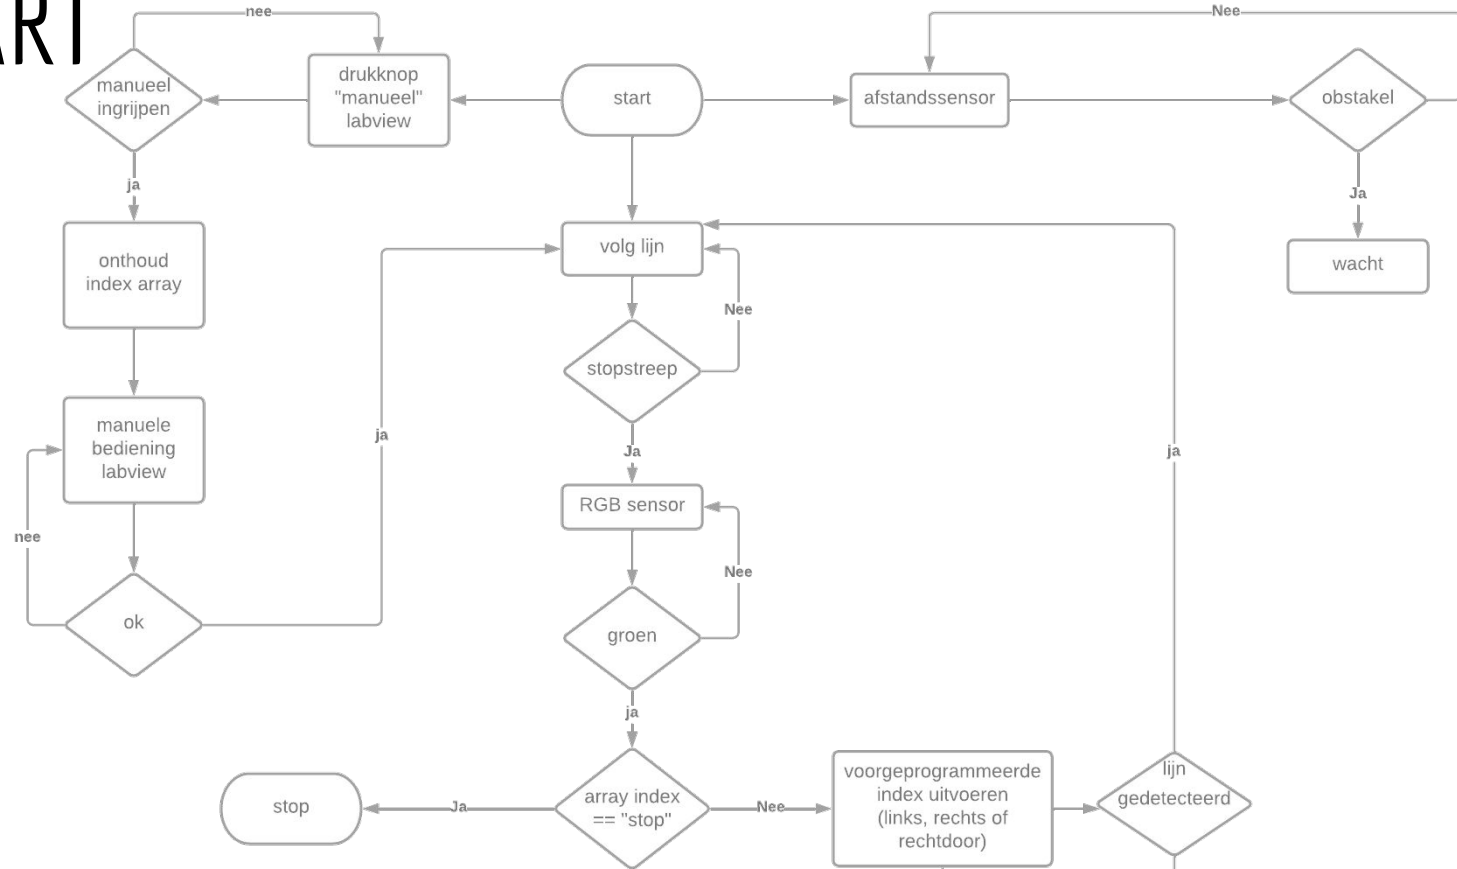 ART
nee
Nee
manueel
ingrijpen
drukknop
"manueel"
labview
start
afstandssensor
obstakel
ja
Ja
onthoud
index array
volg lijn
wacht
Nee
stopstreep
manuele
bediening
labview
ja
Ja
ja
RGB sensor
nee
Nee
ok
groen
ja
stop
Ja
array index
== "stop"
Nee
voorgeprogrammeerde
index uitvoeren
(links, rechts of
rechtdoor)
lijn
gedetecteerd